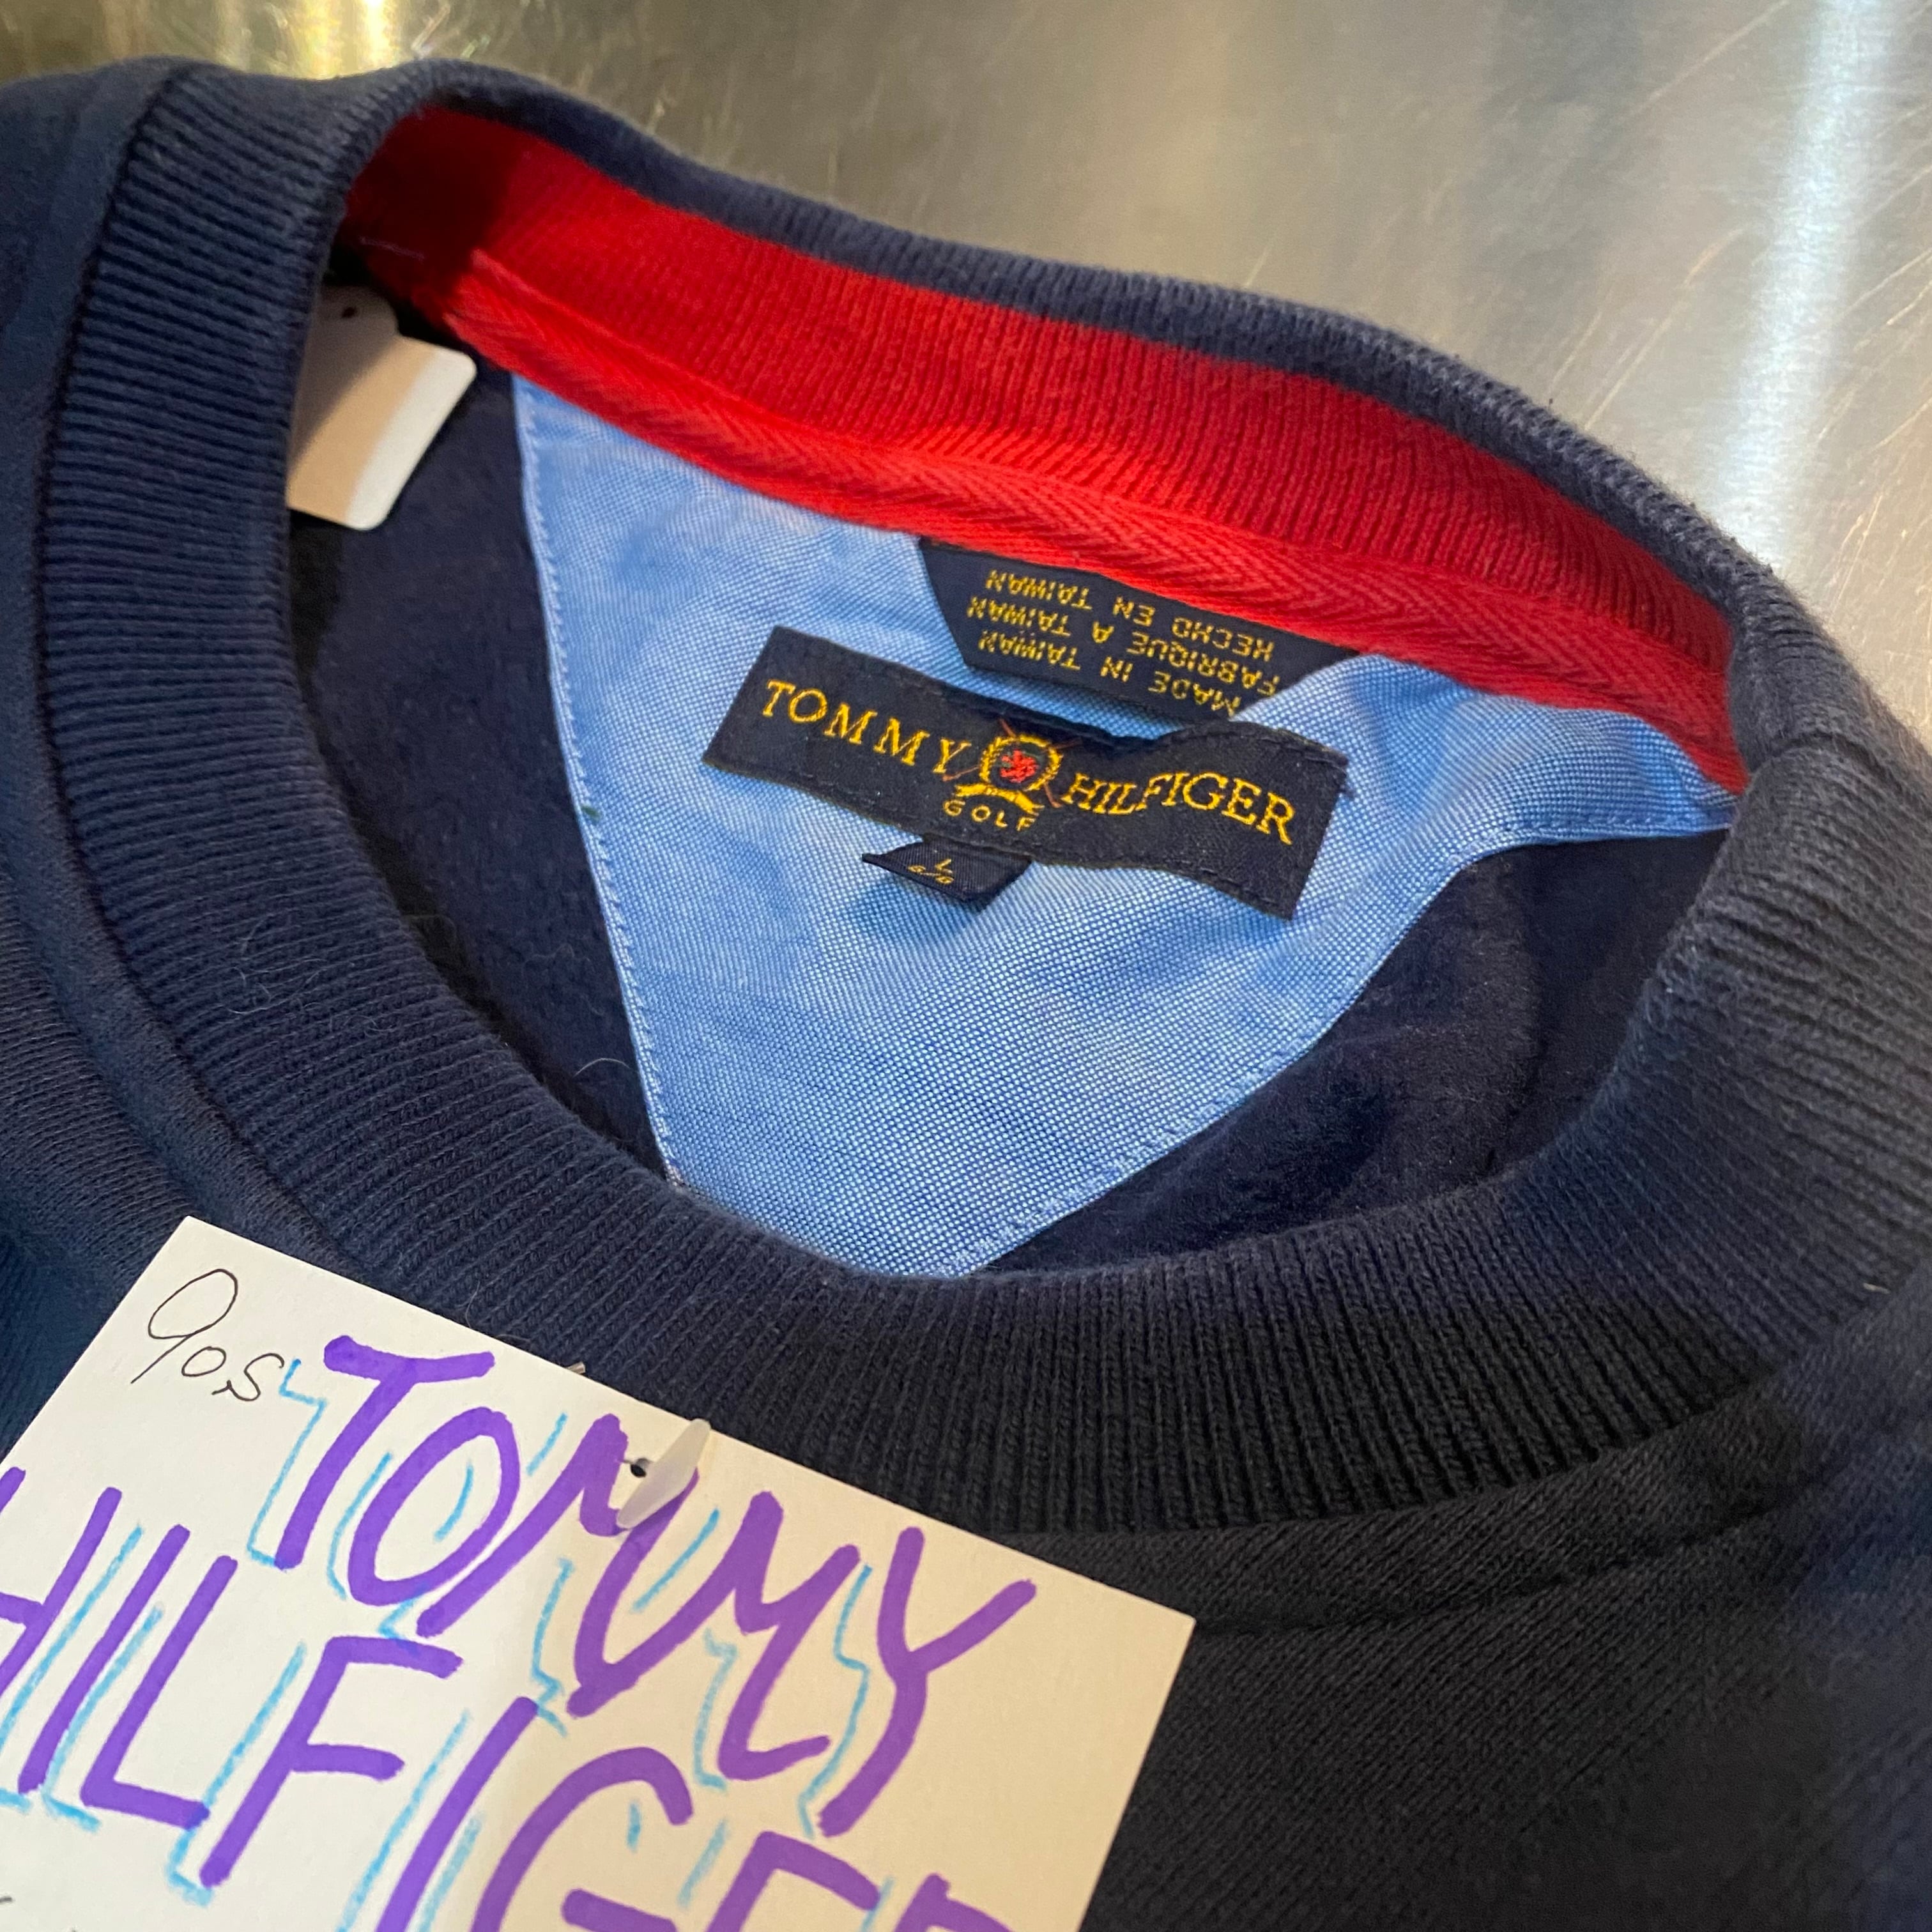 HECHO EN TAIWAN
FABRIQUE A TAIWAN
MADE IN TAIWAN
TOMMY HILFIGER
GOLF
L
G/G
90s TOMMY
HILFIGER